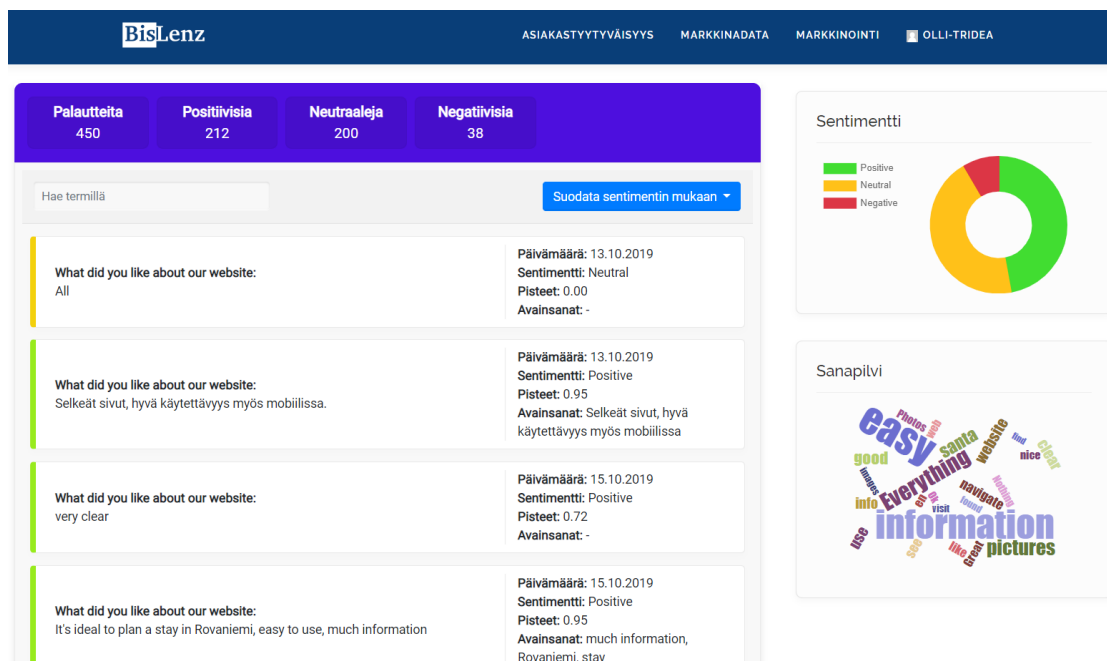 BisLenz
ASIAKASTYYTYVÄISYYS MARKKINADATA MARKKINOINTI OLLI-TRIDEA
Palautteita Positiivisia Neutraaleja Negatiivisia
450 212 200 38
Hae termillä
Suodata sentimentin mukaan
What did you like about our website:
All
Päivämäärä: 13.10.2019
Sentimentti: Neutral
Pisteet: 0.00
Avainsanat: -
What did you like about our website:
Selkeät sivut, hyvä käytettävyys myös mobiilissa.
Päivämäärä: 13.10.2019
Sentimentti: Positive
Pisteet: 0.95
Avainsanat: Selkeät sivut, hyvä
käytettävyys myös mobiilissa
What did you like about our website:
very clear
Päivämäärä: 15.10.2019
Sentimentti: Positive
Pisteet: 0.72
Avainsanat: -
What did you like about our website:
It's ideal to plan a stay in Rovaniemi, easy to use, much information
Päivämäärä: 15.10.2019
Sentimentti: Positive
Pisteet: 0.95
Avainsanat: much information,
Rovaniemi, stay
Sentimentti
Positive
Neutral
Negative
Sanapilvi
easy
Photos
web
santa
website
find
nice
clear
good
images
Everything
info
en
Ok
visit
navigate
found
Nothing
information
use
see
like
Great
pictures